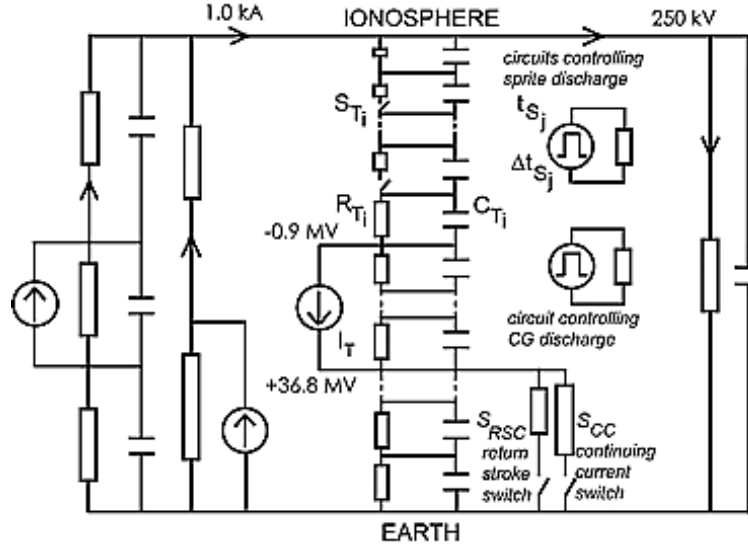 1.0 kA
IONOSPHERE
250 kV
circuits controlling
sprite discharge
S_Ti
t_Sj
Δt_Sj
R_Ti
C_Ti
-0.9 MV
I_T
circuit controlling
CG discharge
+36.8 MV
S_RSC
return
stroke
switch
S_CC
continuing
current
switch
EARTH